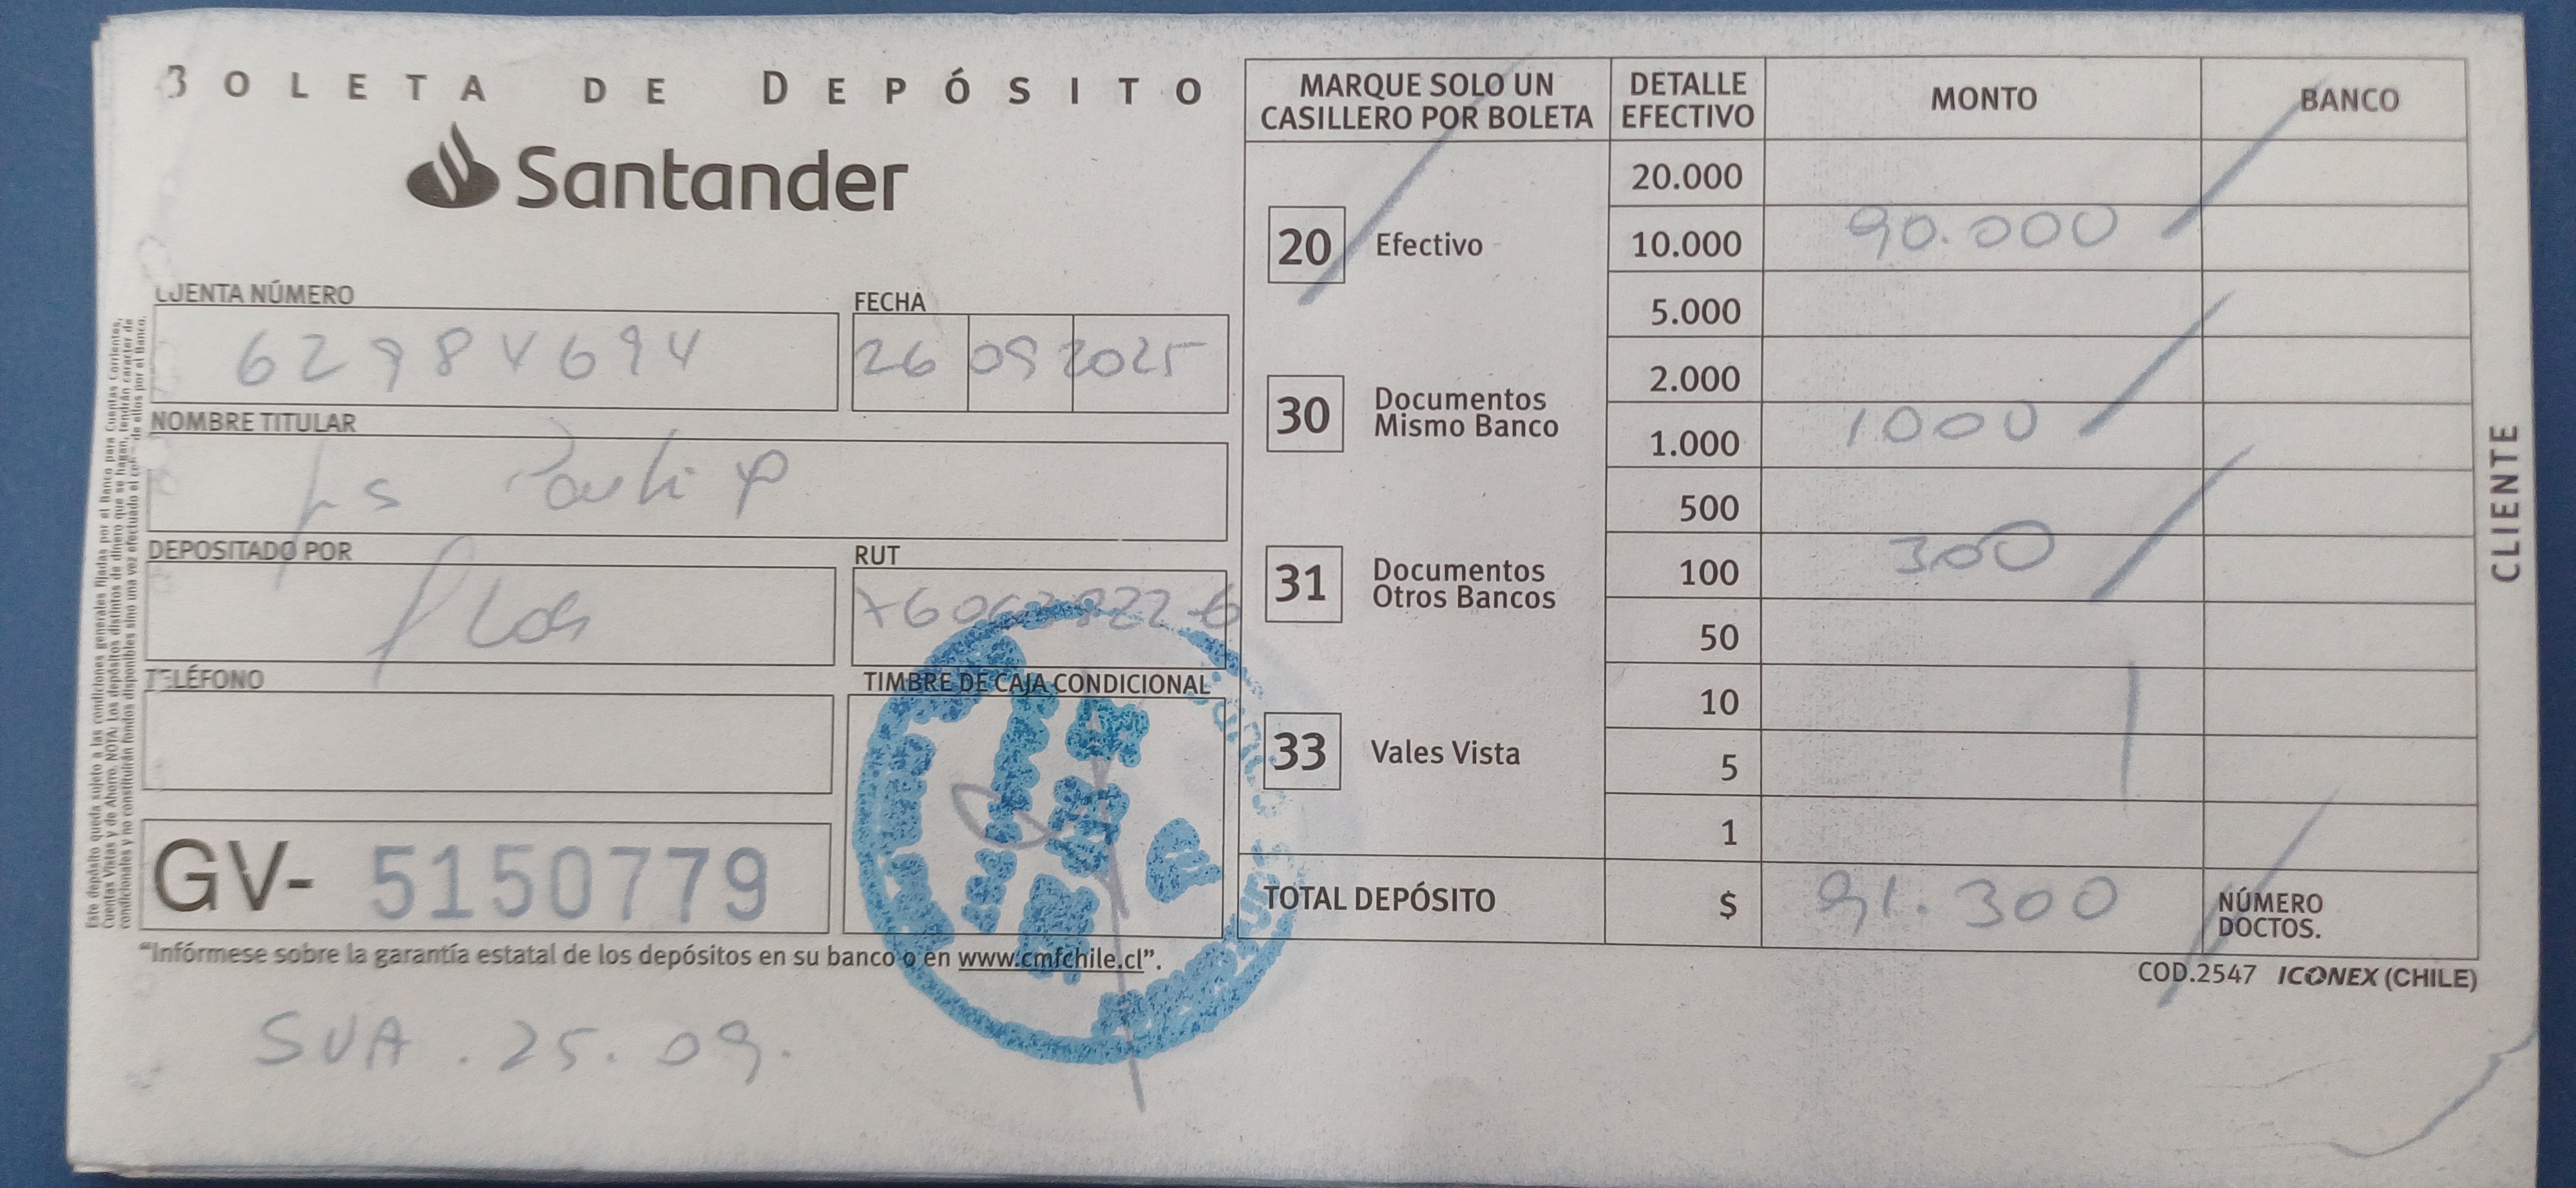 BOLETA DE DEPÓSITO
Santander
CUENTA NÚMERO
62984694
FECHA
26 09 2025
NOMBRE TITULAR
DEPOSITADO POR
RUT
TELÉFONO
TIMBRE DE CAJA CONDICIONAL
GV- 5150779
"Infórmese sobre la garantía estatal de los depósitos en su banco o en www.cmfchile.cl".
SUA . 25. 09.
MARQUE SOLO UN
CASILLERO POR BOLETA
20 Efectivo
30 Documentos
Mismo Banco
31 Documentos
Otros Bancos
33 Vales Vista
DETALLE
EFECTIVO
MONTO
BANCO
20.000
10.000 90.000
5.000
2.000
1.000 1000
500
100 300
50
10
5
1
TOTAL DEPÓSITO $ 91.300
NÚMERO
DOCTOS.
COD.2547 ICONEX (CHILE)
CLIENTE